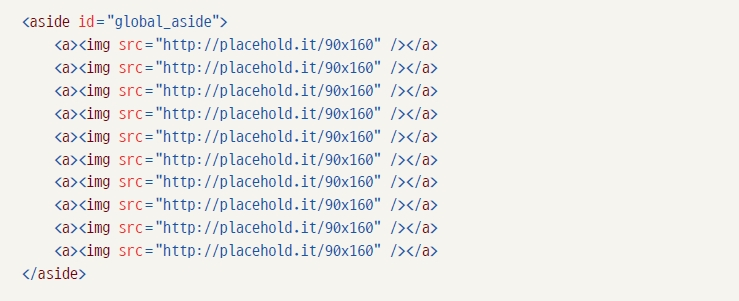 <aside id="global_aside">
<a><img src="http://placehold.it/90x160" /></a>
<a><img src="http://placehold.it/90x160" /></a>
<a><img src="http://placehold.it/90x160" /></a>
<a><img src="http://placehold.it/90x160" /></a>
<a><img src="http://placehold.it/90x160" /></a>
<a><img src="http://placehold.it/90x160" /></a>
<a><img src="http://placehold.it/90x160" /></a>
<a><img src="http://placehold.it/90x160" /></a>
<a><img src="http://placehold.it/90x160" /></a>
<a><img src="http://placehold.it/90x160" /></a>
</aside>